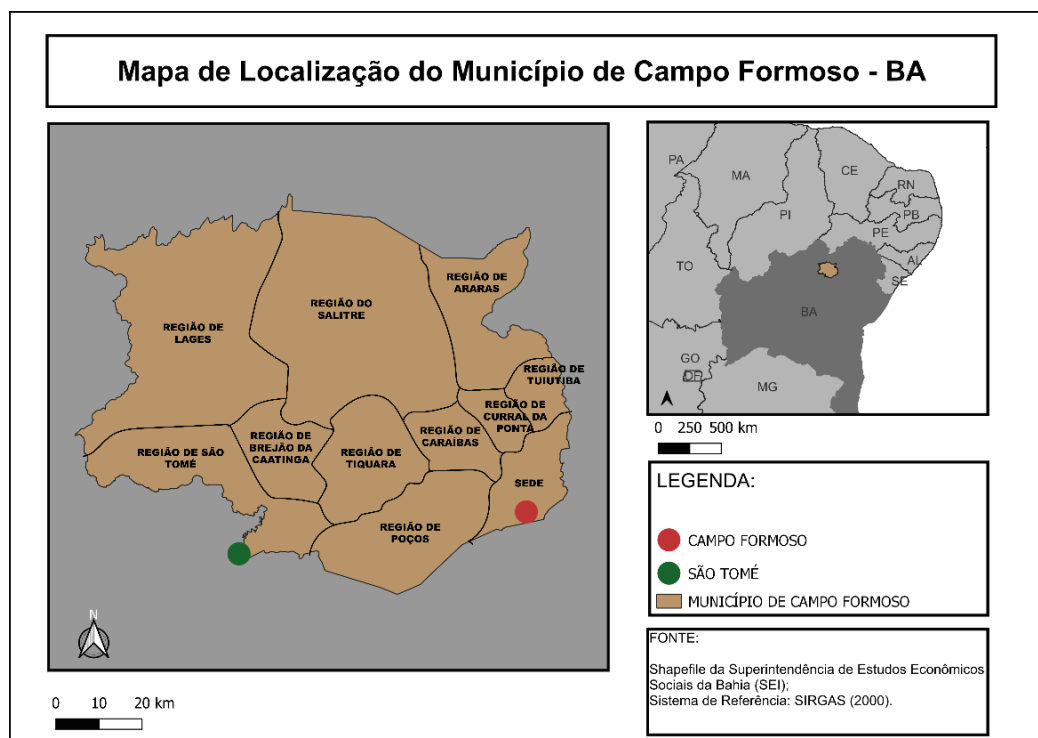 Mapa de Localização do Município de Campo Formoso - BA
REGIÃO DE
ARARAS
REGIÃO DO
SALITRE
REGIÃO DE
LAGES
REGIÃO DE
TUIUTIBA
REGIÃO DE
CURRAL DA
PONTA
REGIÃO DE
CARAÍBAS
REGIÃO DE
BREJÃO DA
CAATINGA
REGIÃO DE
TIQUARA
REGIÃO DE SÃO
TOMÉ
SEDE
REGIÃO DE
POÇOS
N
0 10 20 km
PA
MA
CE
RN
PI
PB
PE
AL
SE
TO
BA
GO
DF
MG
0 250 500 km
LEGENDA:
CAMPO FORMOSO
SÃO TOMÉ
MUNICÍPIO DE CAMPO FORMOSO
FONTE:
Shapefile da Superintendência de Estudos Econômicos
Sociais da Bahia (SEI);
Sistema de Referência: SIRGAS (2000).